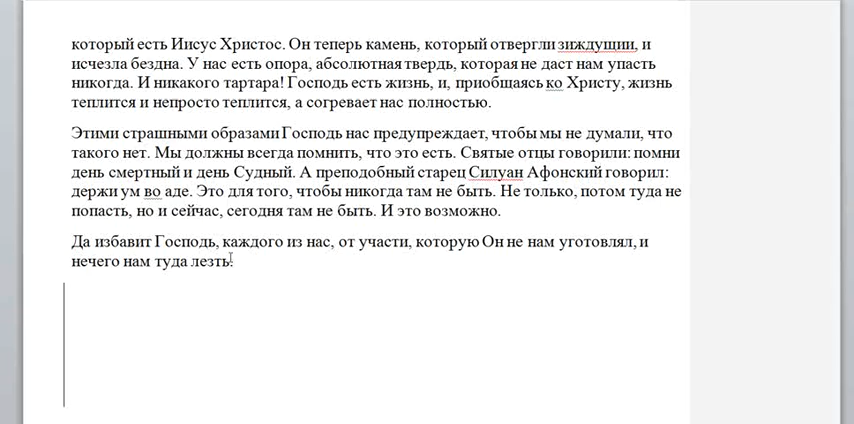 который есть Иисус Христос. Он теперь камень, который отвергли зиждущии, и
исчезла бездна. У нас есть опора, абсолютная твердь, которая не даст нам упасть
никогда. И никакого тартара! Господь есть жизнь, и, приобщаясь ко Христу, жизнь
теплится и непросто теплится, а согревает нас полностью.
Этими страшными образами Господь нас предупреждает, чтобы мы не думали, что
такого нет. Мы должны всегда помнить, что это есть. Святые отцы говорили: помни
день смертный и день Судный. А преподобный старец Силуан Афонский говорил:
держи ум во аде. Это для того, чтобы никогда там не быть. Не только, потом туда не
попасть, но и сейчас, сегодня там не быть. И это возможно.
Да избавит Господь, каждого из нас, от участи, которую Он не нам уготовлял, и
нечего нам туда лезть.